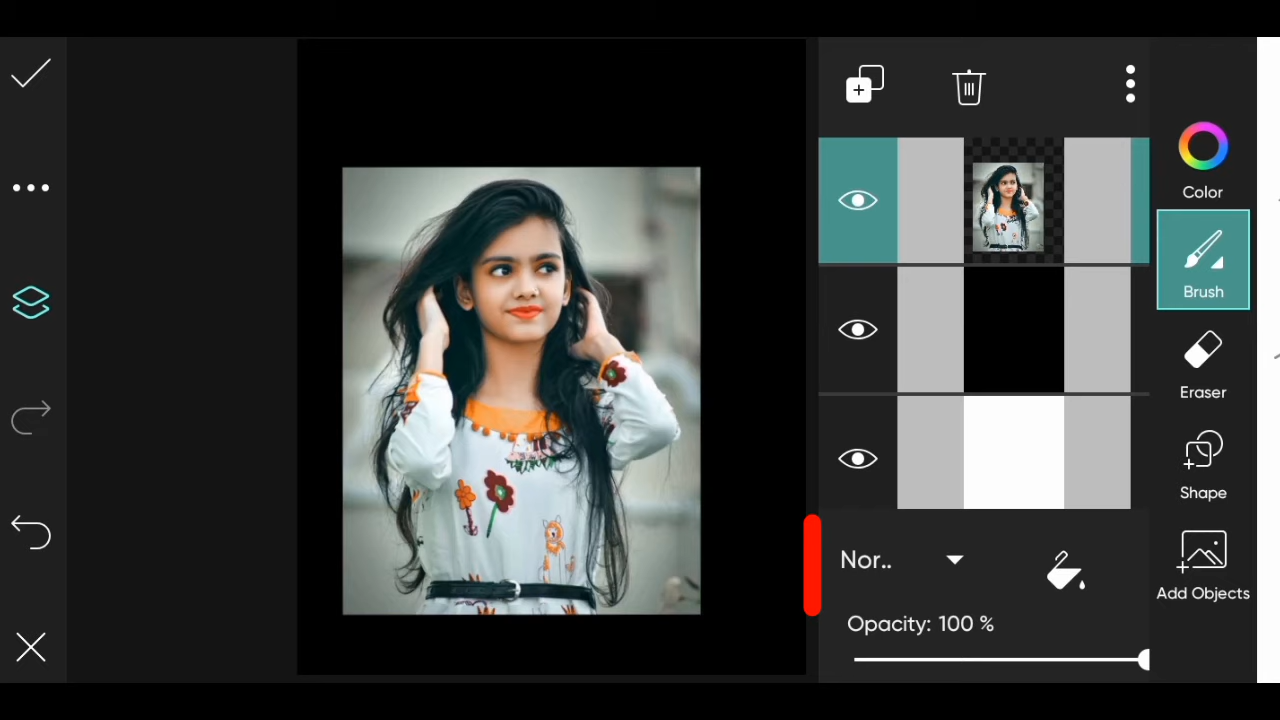 Color
Brush
Eraser
Shape
Add Objects
Nor..
Opacity: 100 %